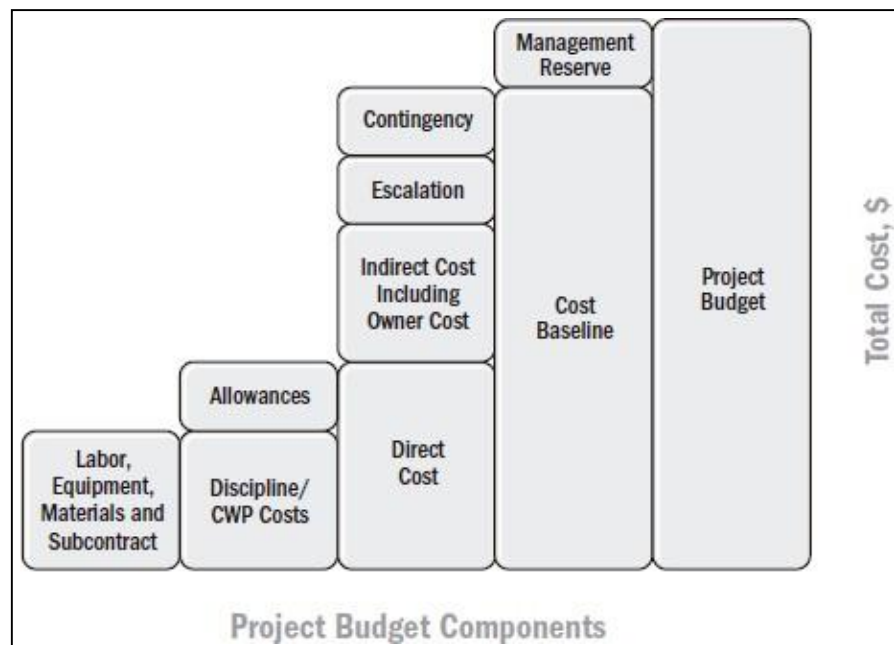 Management
Reserve
Contingency
Escalation
Indirect Cost
Including
Owner Cost
Project
Budget
Cost
Baseline
Allowances
Direct
Cost
Labor,
Equipment,
Materials and
Subcontract
Discipline/
CWP Costs
Total Cost, $
Project Budget Components